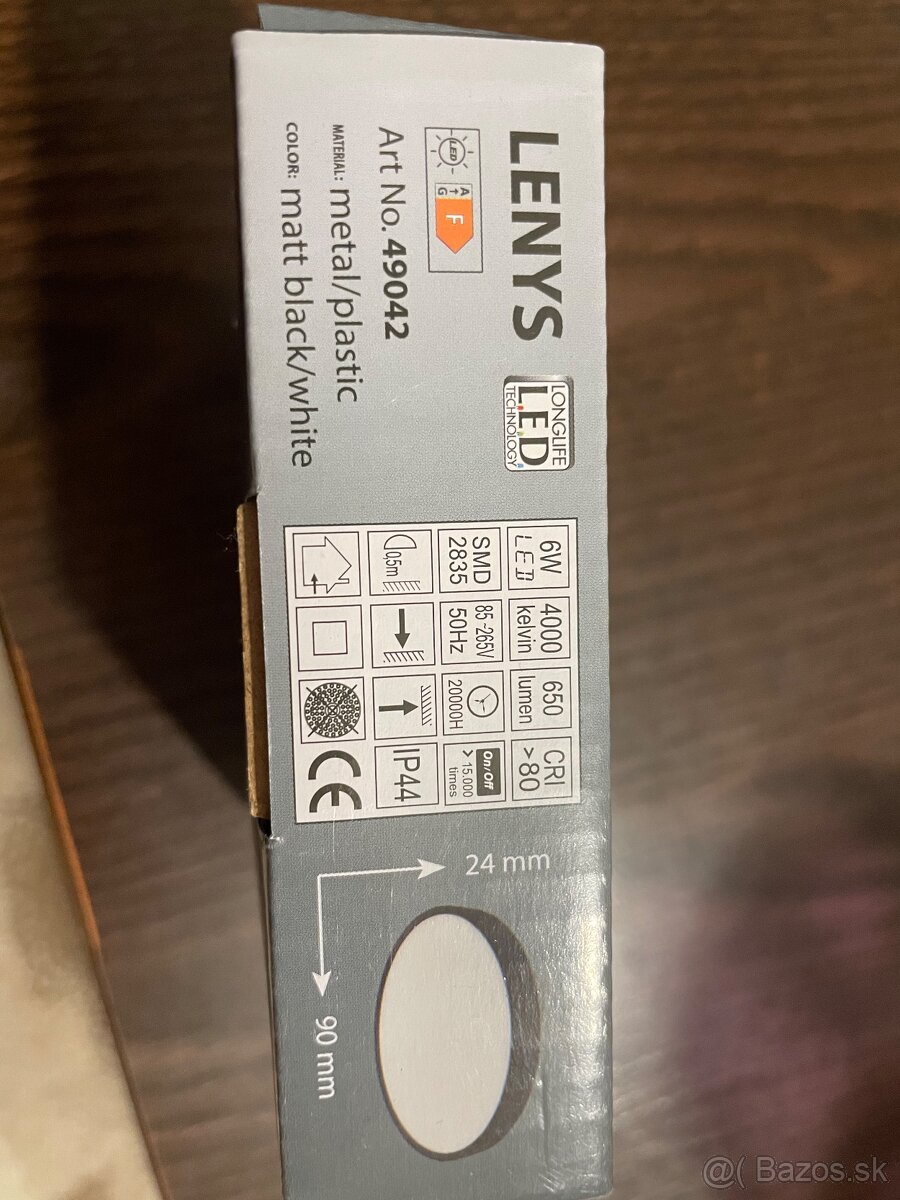 LENYS
LONGLIFE
L.E.D.
TECHNOLOGY
LED
A
G
F
Art No. 49042
MATERIAL: metal/plastic
COLOR: matt black/white
6W
LED
4000
kelvin
650
lumen
CRI
>80
SMD
2835
85-265V
50Hz
20000H
On/Off
> 15.000
times
0,5m
IP44
CE
24 mm
90 mm
@( Bazos.sk